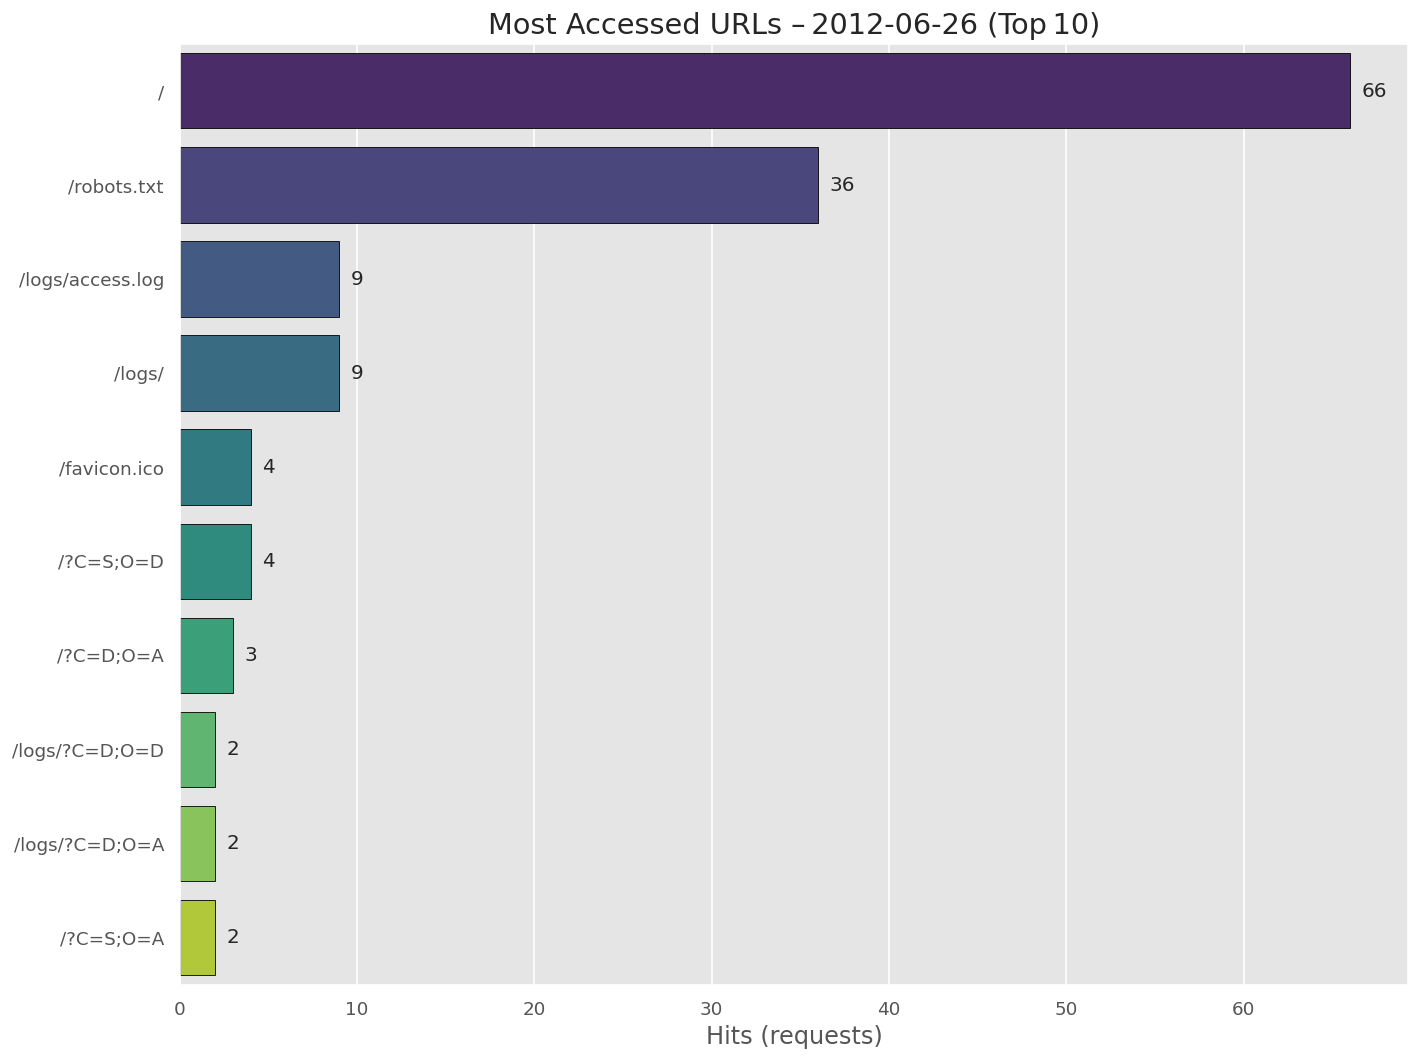 Most Accessed URLs – 2012-06-26 (Top 10)
/ 66
/robots.txt 36
/logs/access.log 9
/logs/ 9
/favicon.ico 4
/?C=S;O=D 4
/?C=D;O=A 3
/logs/?C=D;O=D 2
/logs/?C=D;O=A 2
/?C=S;O=A 2
0 10 20 30 40 50 60
Hits (requests)